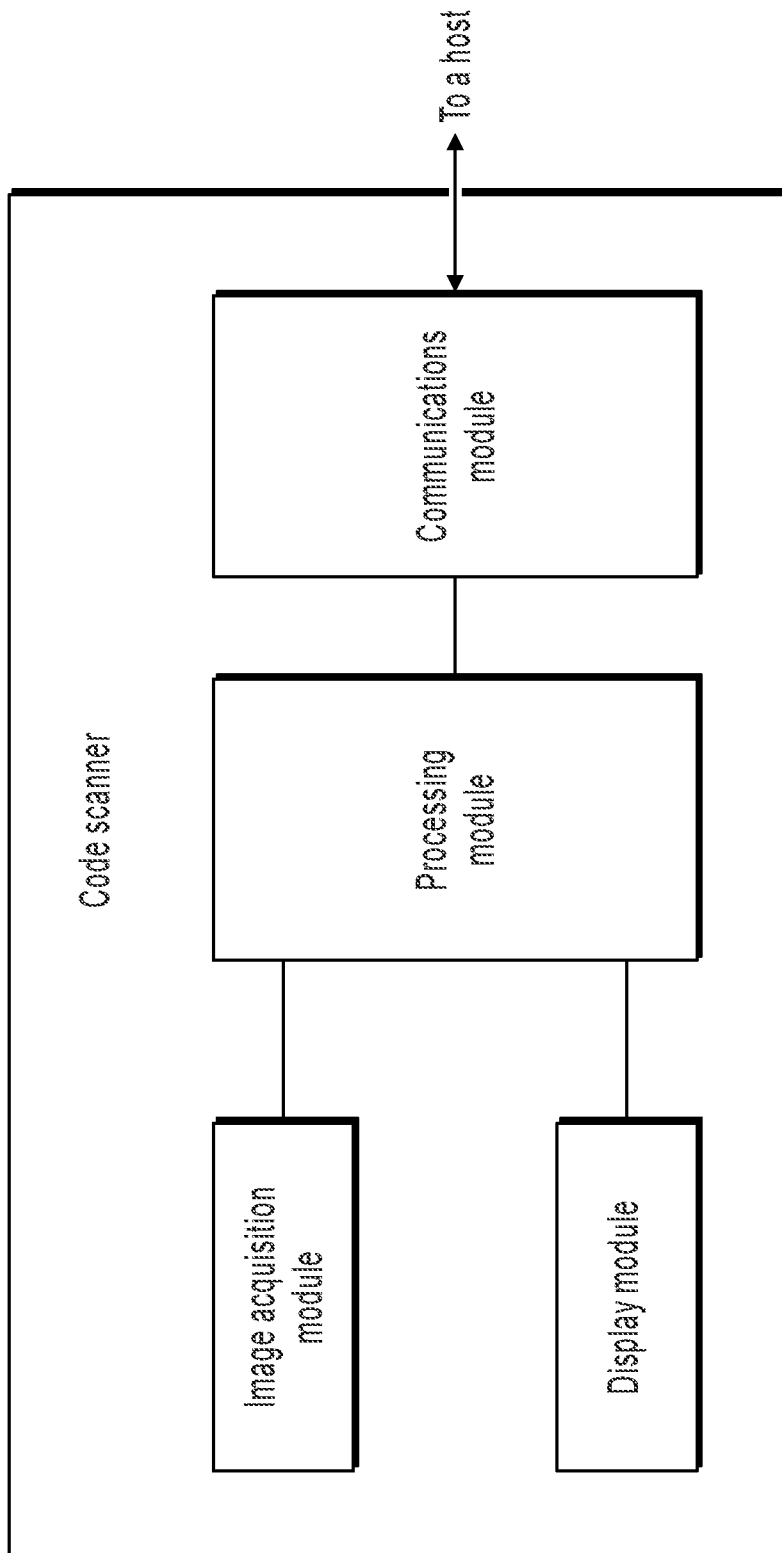 Code scanner
Image acquisition
module
Display module
Processing
module
Communications
module
To a host